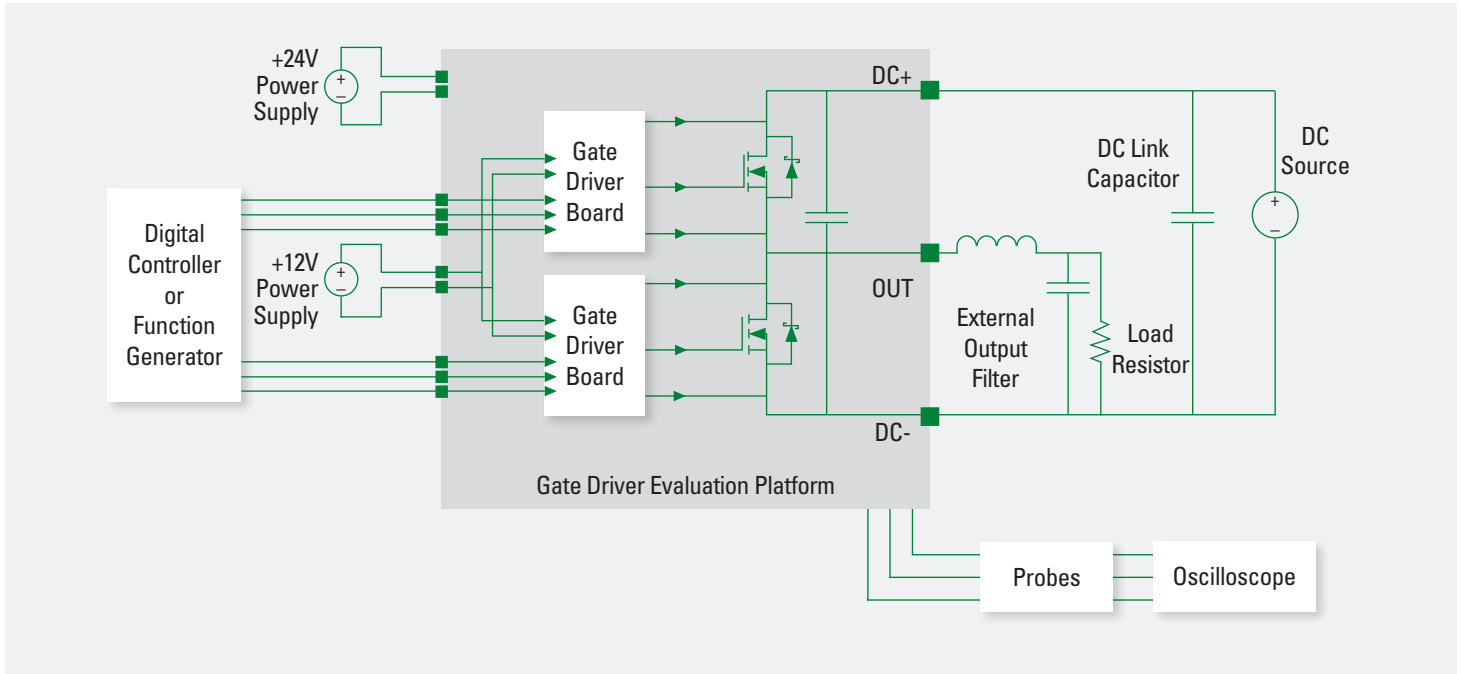 +24V
Power
Supply
+
–
Digital
Controller
or
Function
Generator
+12V
Power
Supply
+
–
Gate
Driver
Board
Gate
Driver
Board
DC+
OUT
DC-
Gate Driver Evaluation Platform
External
Output
Filter
Load
Resistor
DC Link
Capacitor
DC
Source
+
–
Probes
Oscilloscope